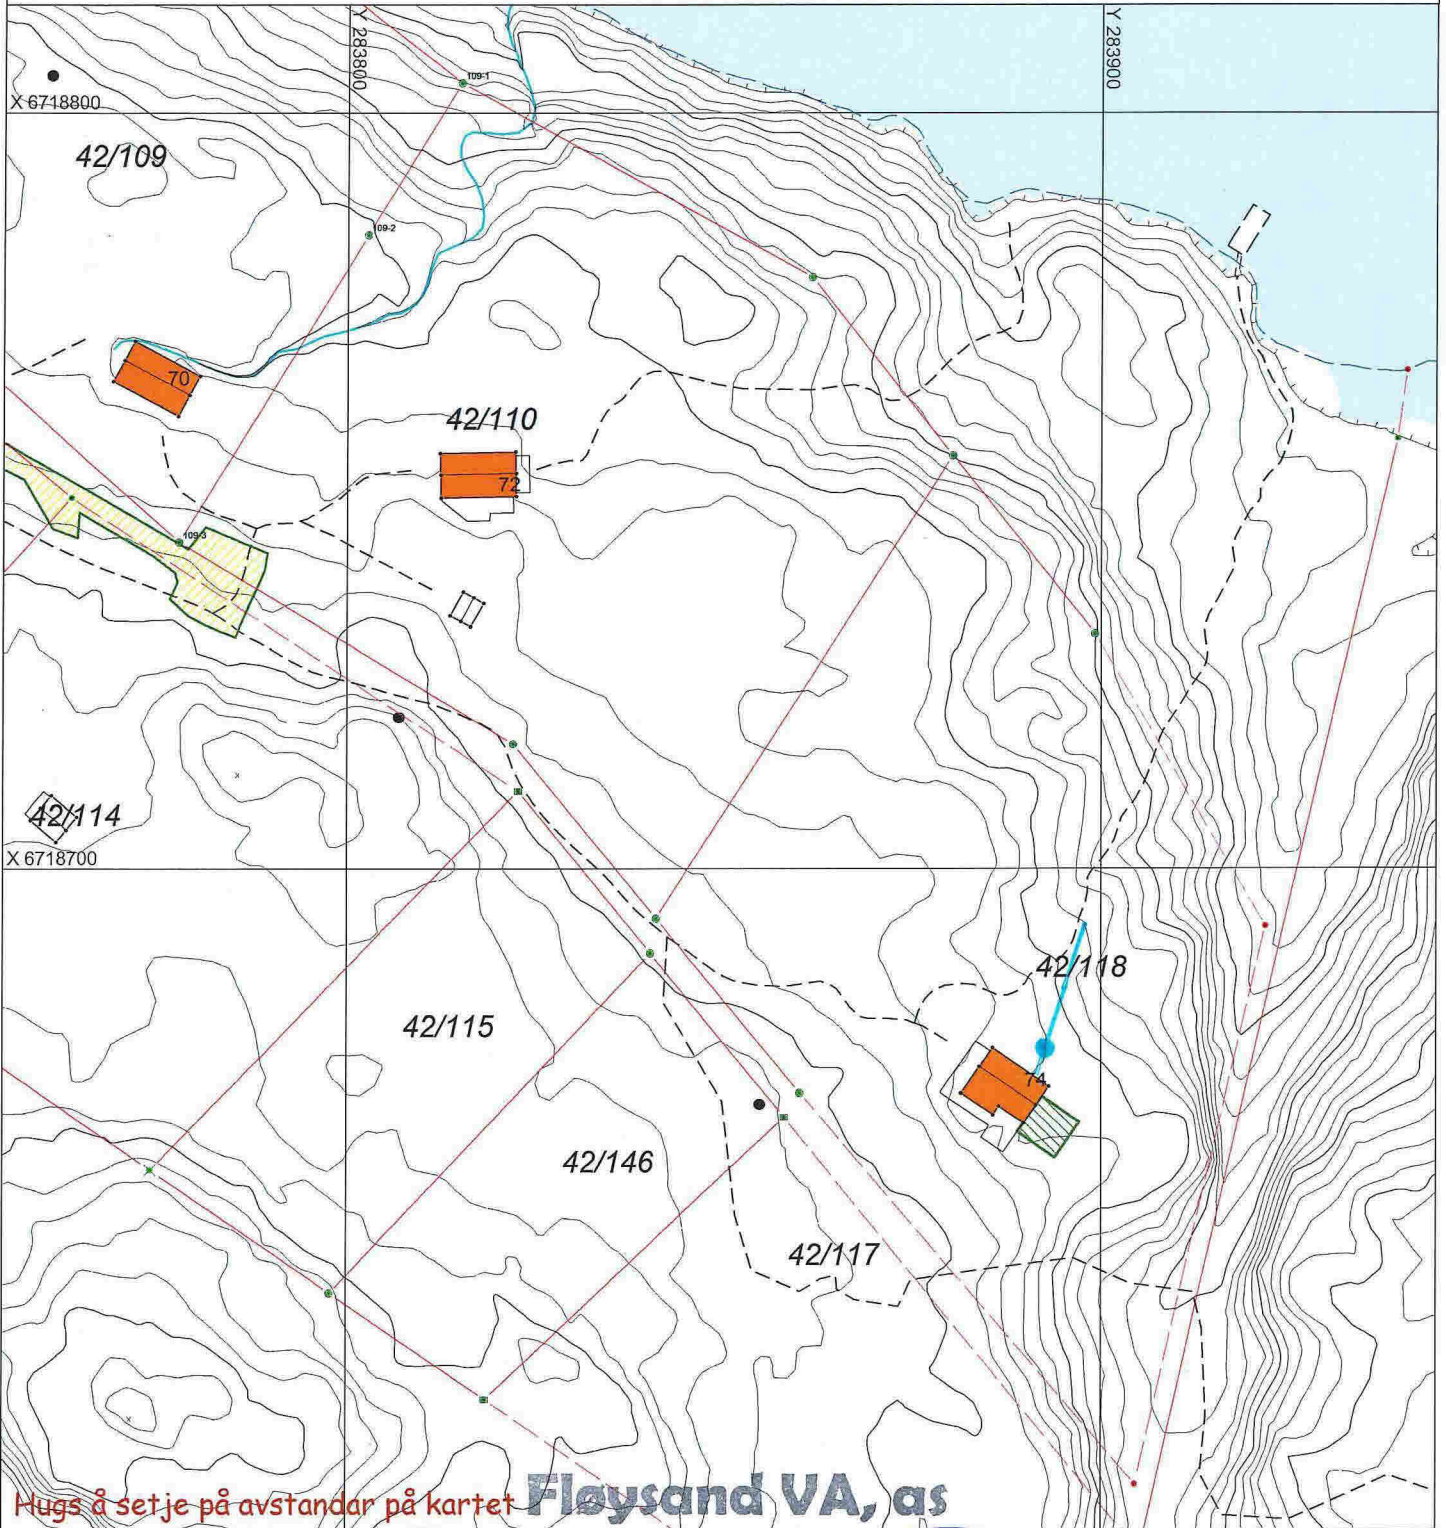 Y 283800
Y 283900
109-1
X 6718800
42/109
109-2
70
42/110
72
109-3
42/114
X 6718700
42/118
42/115
74
42/146
42/117
Hugs å setje på avstandar på kartet
Fløysand VA, as